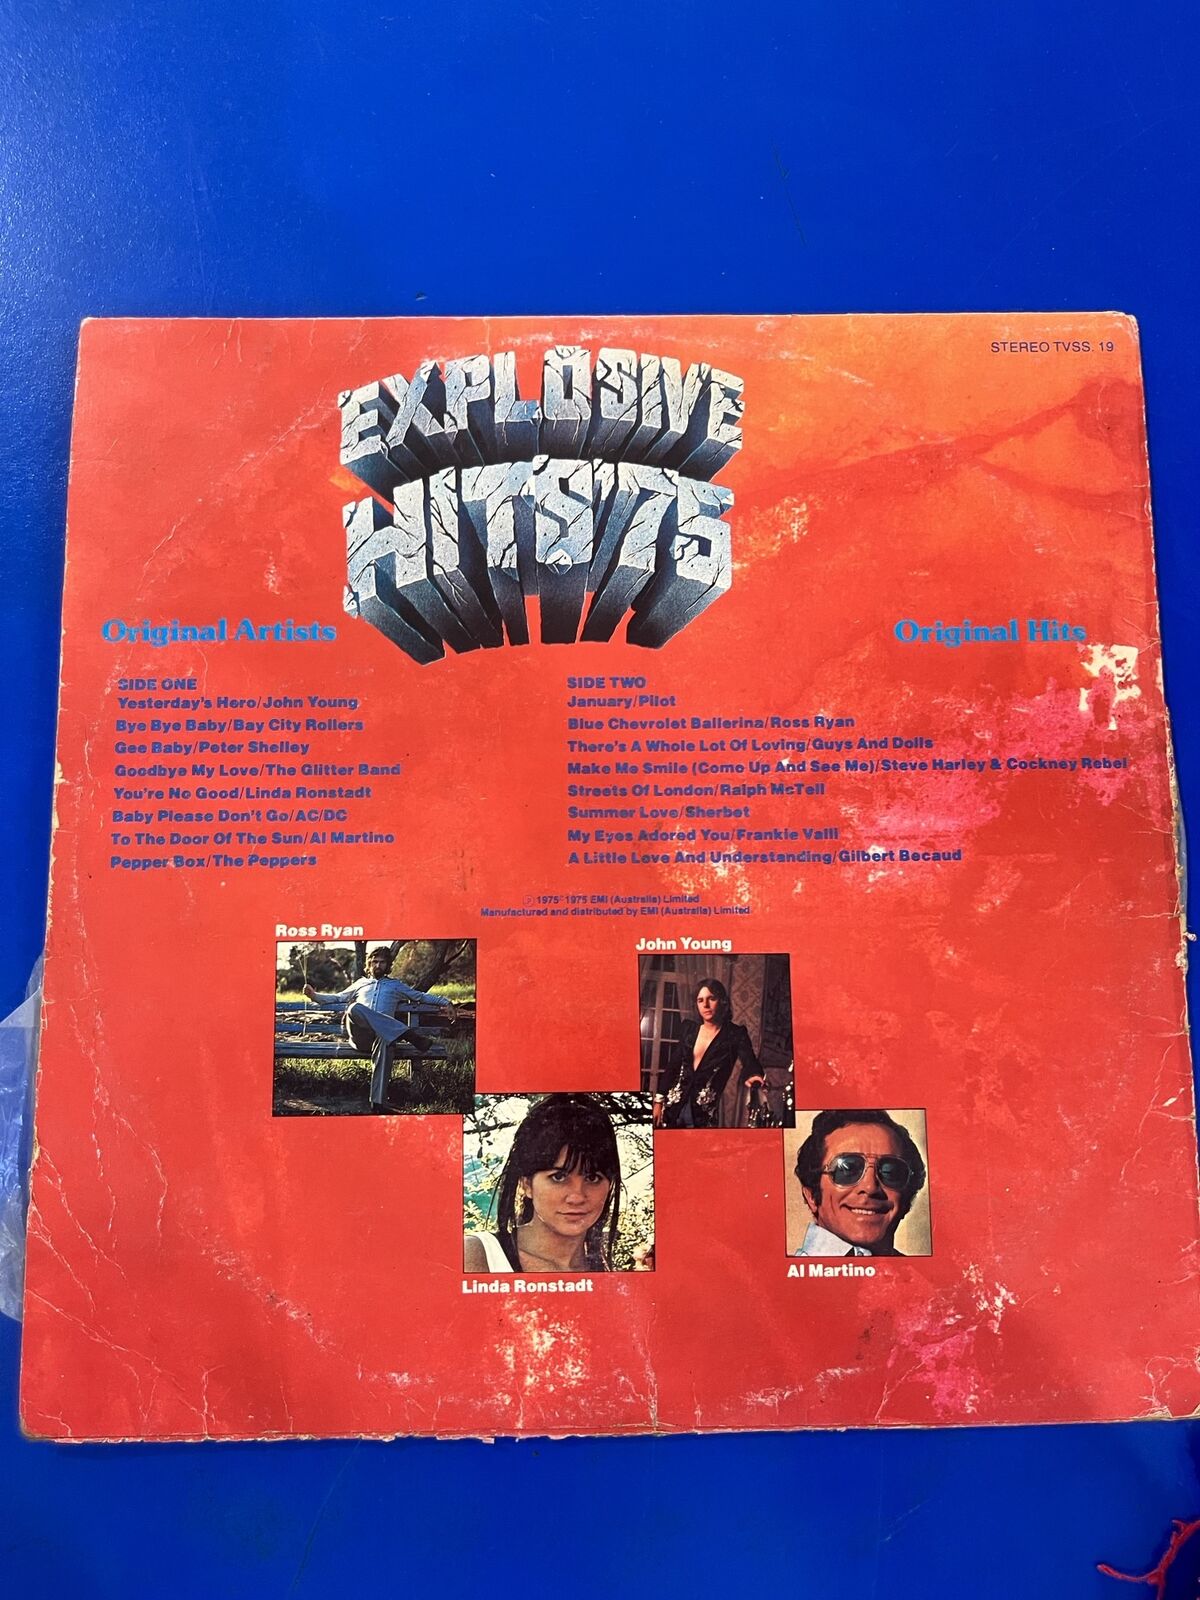 STEREO TVSS. 19
EXPLOSIVE
HITS '75
Original Artists
Original Hits
SIDE ONE
Yesterday's Hero/John Young
Bye Bye Baby/Bay City Rollers
Gee Baby/Peter Shelley
Goodbye My Love/The Glitter Band
You're No Good/Linda Ronstadt
Baby Please Don't Go/AC/DC
To The Door Of The Sun/Al Martino
Pepper Box/The Peppers
SIDE TWO
January/Pilot
Blue Chevrolet Ballerina/Ross Ryan
There's A Whole Lot Of Loving/Guys And Dolls
Make Me Smile (Come Up And See Me)/Steve Harley & Cockney Rebel
Streets Of London/Ralph McTell
Summer Love/Sherbet
My Eyes Adored You/Frankie Valli
A Little Love And Understanding/Gilbert Becaud
℗ 1975 1975 EMI (Australia) Limited
Manufactured and distributed by EMI (Australia) Limited
Ross Ryan
John Young
Linda Ronstadt
Al Martino